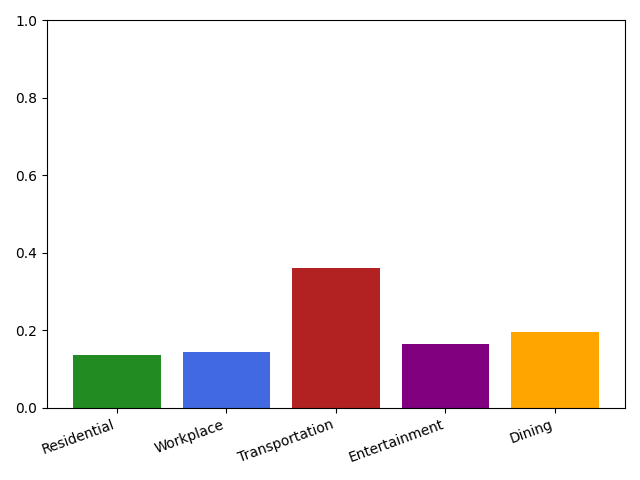 1.0
0.8
0.6
0.4
0.2
0.0
Residential
Workplace
Transportation
Entertainment
Dining